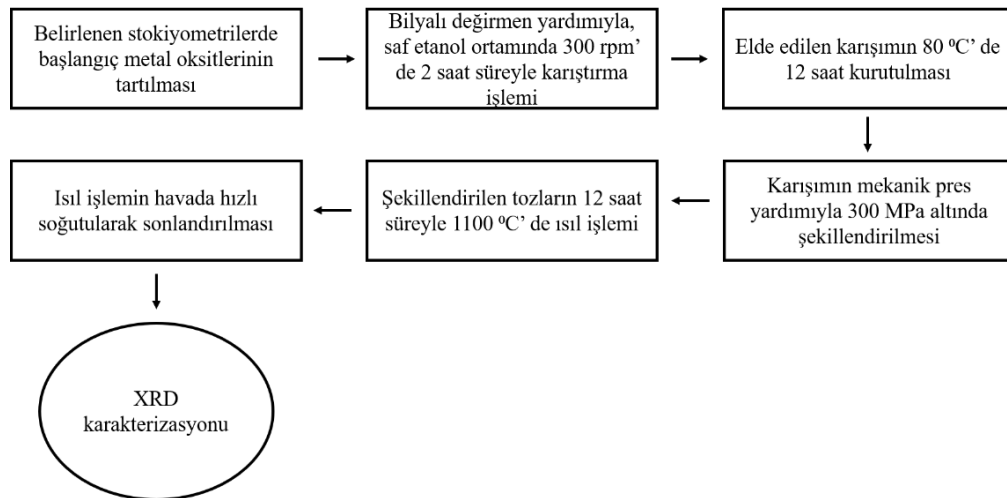 Belirlenen stokiyometrilerde
başlangıç metal oksitlerinin
tartılması
Bilyalı değirmen yardımıyla,
saf etanol ortamında 300 rpm’
de 2 saat süreyle karıştırma
işlemi
Elde edilen karışımın 80 ⁰C’ de
12 saat kurutulması
Karışımın mekanik pres
yardımıyla 300 MPa altında
şekillendirilmesi
Şekillendirilen tozların 12 saat
süreyle 1100 ⁰C’ de ısıl işlemi
Isıl işlemin havada hızlı
soğutularak sonlandırılması
XRD
karakterizasyonu